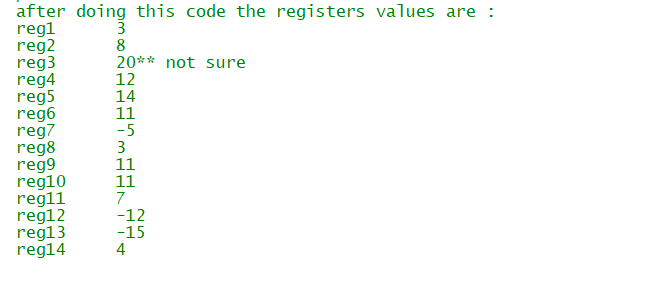 after doing this code the registers values are :
reg1 3
reg2 8
reg3 20** not sure
reg4 12
reg5 14
reg6 11
reg7 -5
reg8 3
reg9 11
reg10 11
reg11 7
reg12 -12
reg13 -15
reg14 4